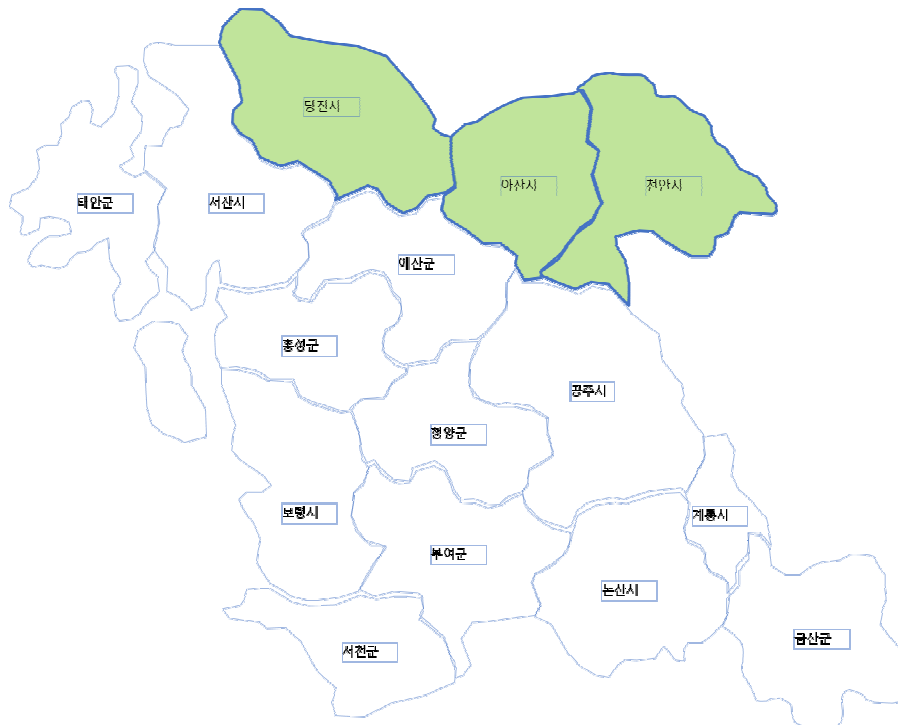 당진시
아산시
천안시
태안군
서산시
예산군
홍성군
공주시
청양군
보령시
계룡시
부여군
논산시
금산군
서천군